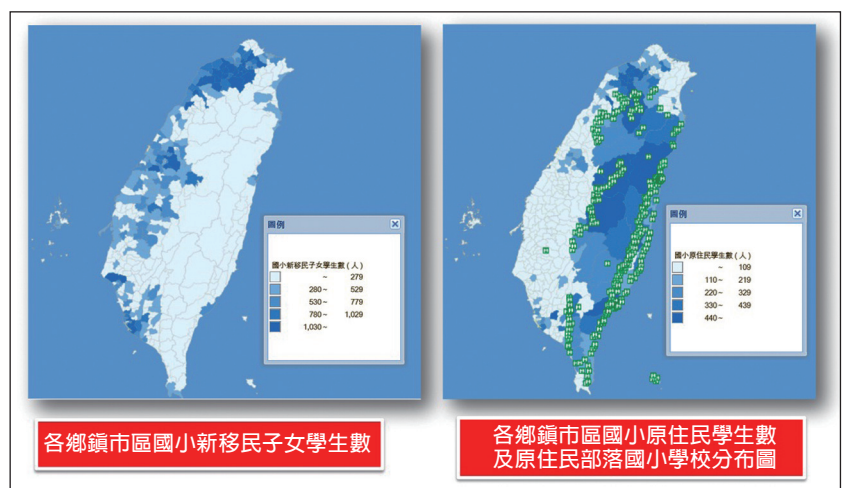 圖例
國小新移民子女學生數(人)
~ 279
280~ 529
530~ 779
780~ 1,029
1,030~
各鄉鎮市區國小新移民子女學生數
圖例
國小原住民學生數(人)
~ 109
110~ 219
220~ 329
330~ 439
440~
各鄉鎮市區國小原住民學生數
及原住民部落國小學校分布圖